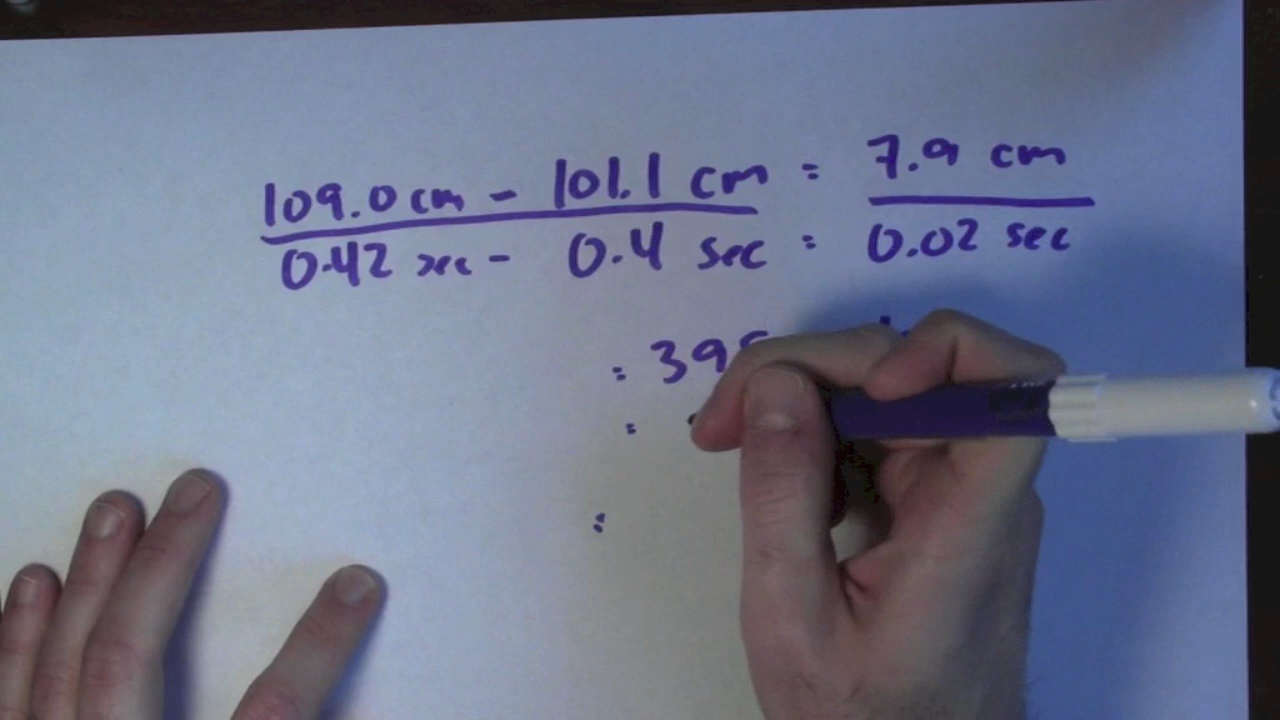 109.0 cm - 101.1 cm = 7.9 cm
0.42 sec - 0.4 sec = 0.02 sec
= 39
=
=